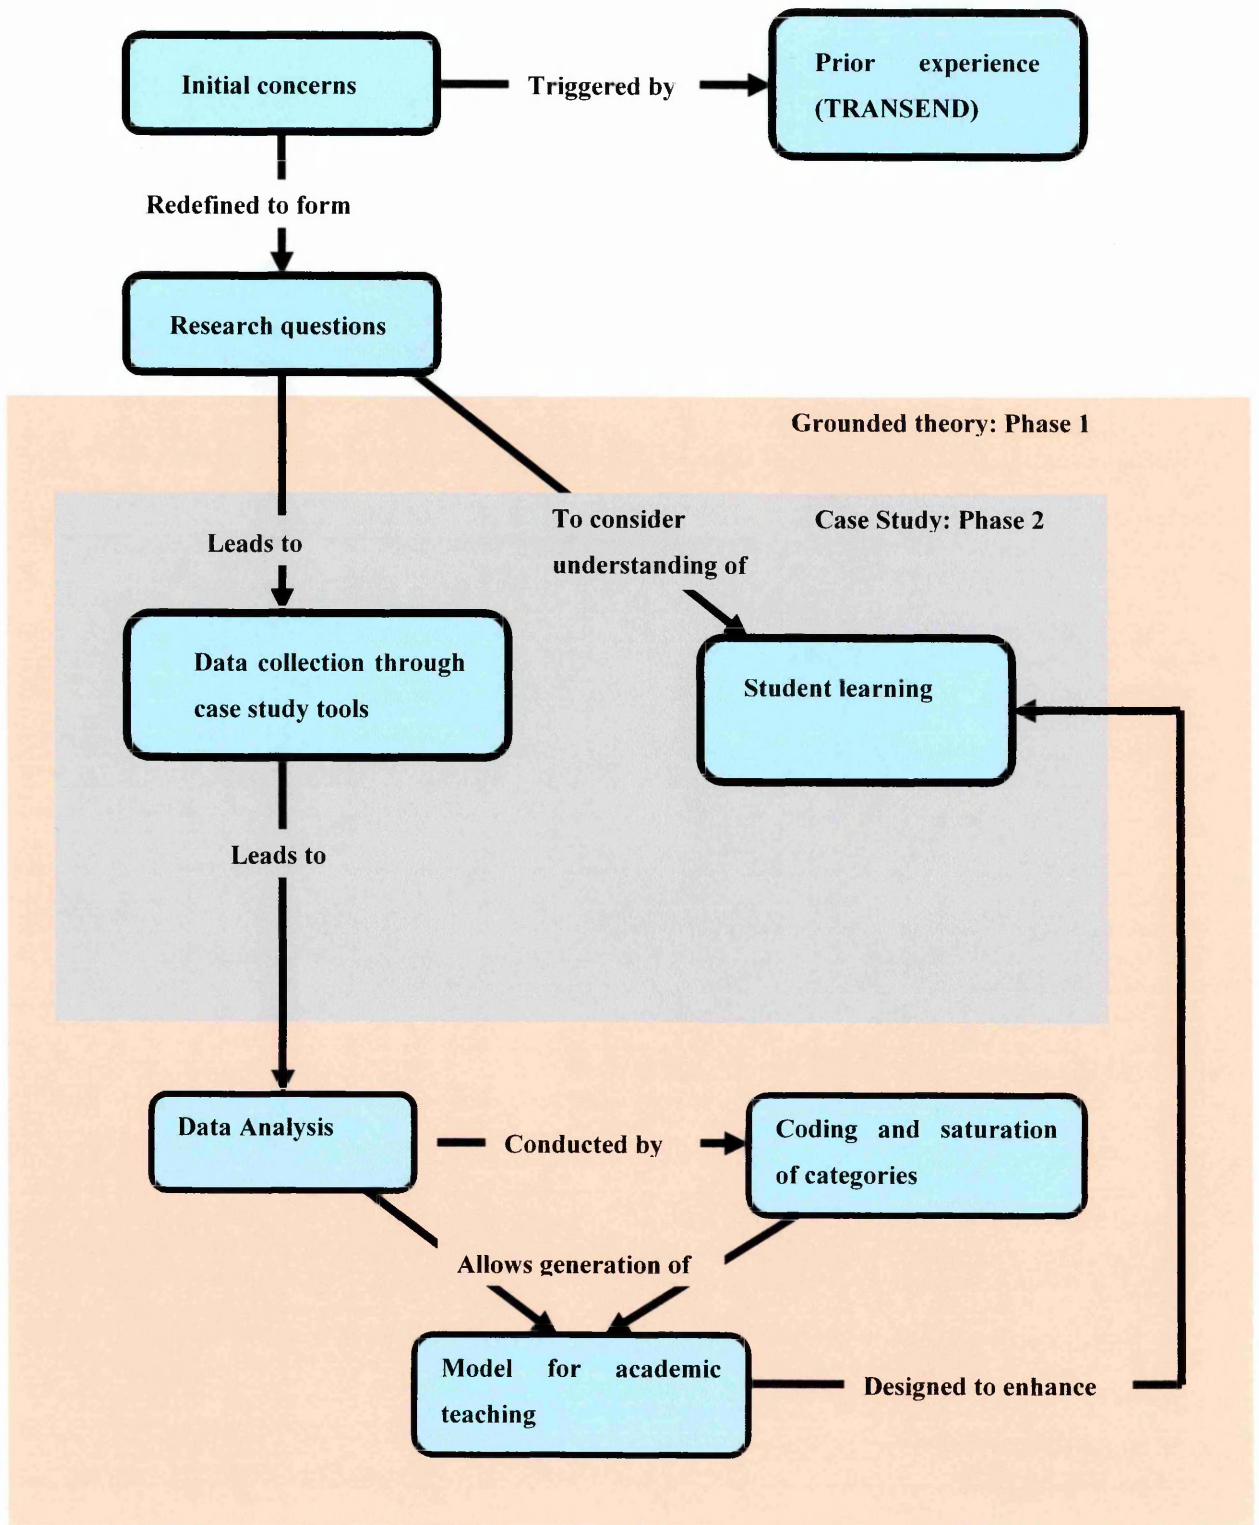 Initial concerns
Triggered by
Prior experience
(TRANSEND)
Redefined to form
Research questions
Grounded theory: Phase 1
Case Study: Phase 2
To consider
understanding of
Leads to
Data collection through
case study tools
Student learning
Leads to
Data Analysis
Conducted by
Coding and saturation
of categories
Allows generation of
Model for academic
teaching
Designed to enhance